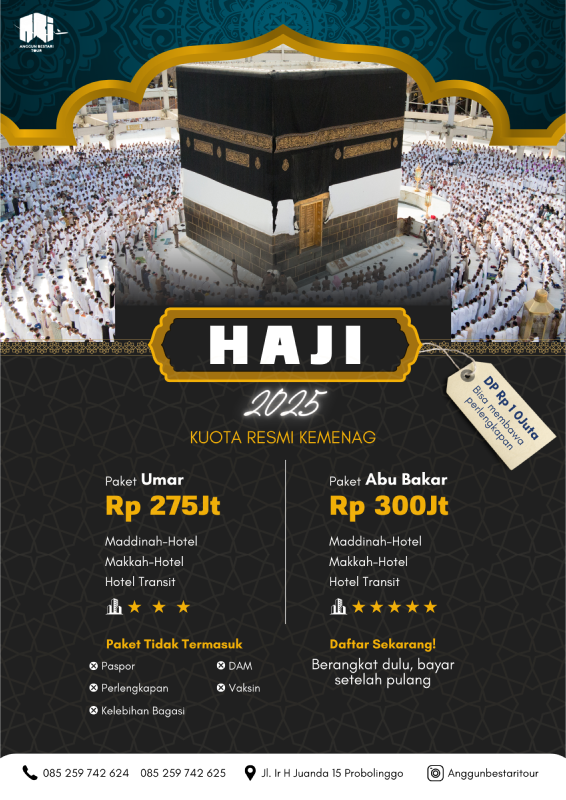 ANGGUN BESTARI
TOUR
HAJI
2025
KUOTA RESMI KEMENAG
DP Rp 10Juta
Bisa membawa
perlengkapan
Paket Umar
Rp 275Jt
Maddinah-Hotel
Makkah-Hotel
Hotel Transit
Paket Abu Bakar
Rp 300Jt
Maddinah-Hotel
Makkah-Hotel
Hotel Transit
Paket Tidak Termasuk
Paspor
Perlengkapan
Kelebihan Bagasi
DAM
Vaksin
Daftar Sekarang!
Berangkat dulu, bayar
setelah pulang
085 259 742 624 085 259 742 625
Jl. Ir H Juanda 15 Probolinggo
Anggunbestaritour